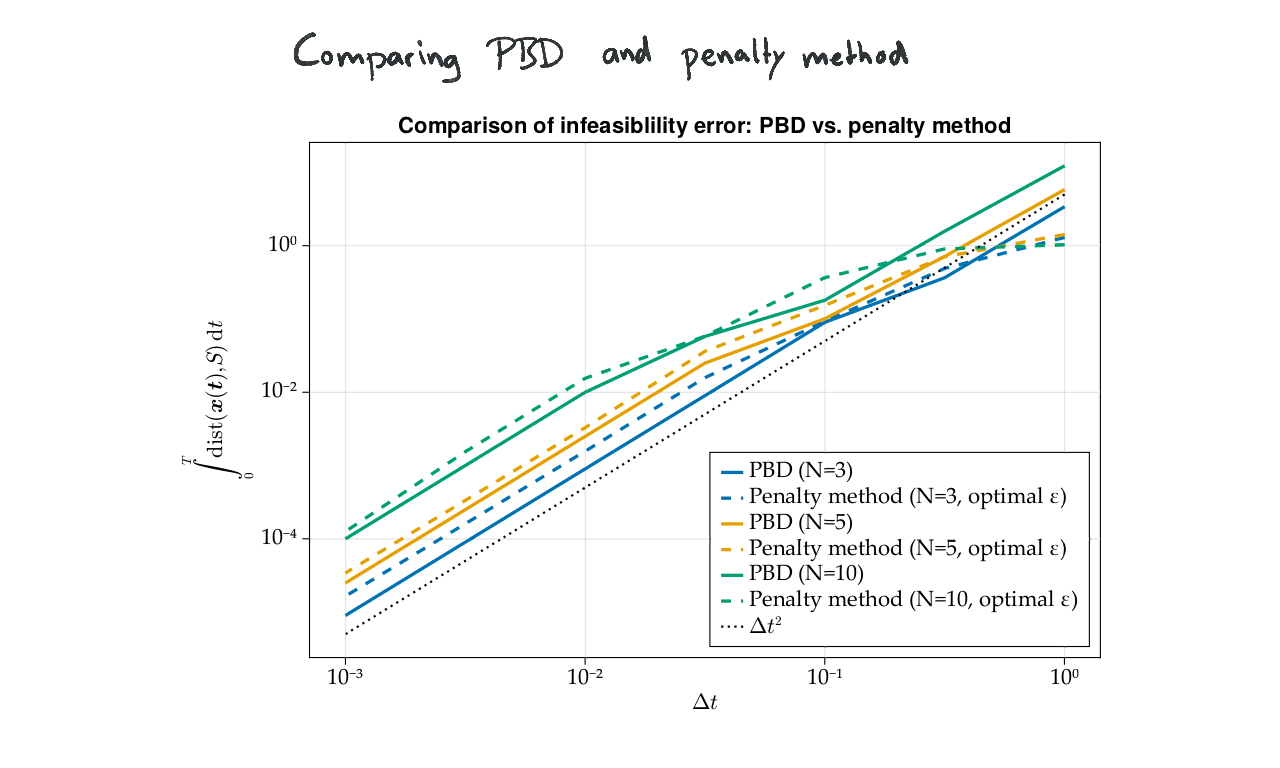 Comparing PBD and penalty method
Comparison of infeasiblility error: PBD vs. penalty method
∫₀ᵀ dist(x(t), S) dt
10⁰
10⁻²
10⁻⁴
PBD (N=3)
Penalty method (N=3, optimal ε)
PBD (N=5)
Penalty method (N=5, optimal ε)
PBD (N=10)
Penalty method (N=10, optimal ε)
Δt²
10⁻³ 10⁻² 10⁻¹ 10⁰
Δt